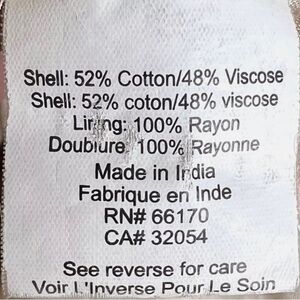 Shell: 52% Cotton/48% Viscose
Shell: 52% coton/48% viscose
Lining: 100% Rayon
Doublure: 100% Rayonne
Made in India
Fabrique en Inde
RN# 66170
CA# 32054
See reverse for care
Voir L'Inverse Pour Le Soin